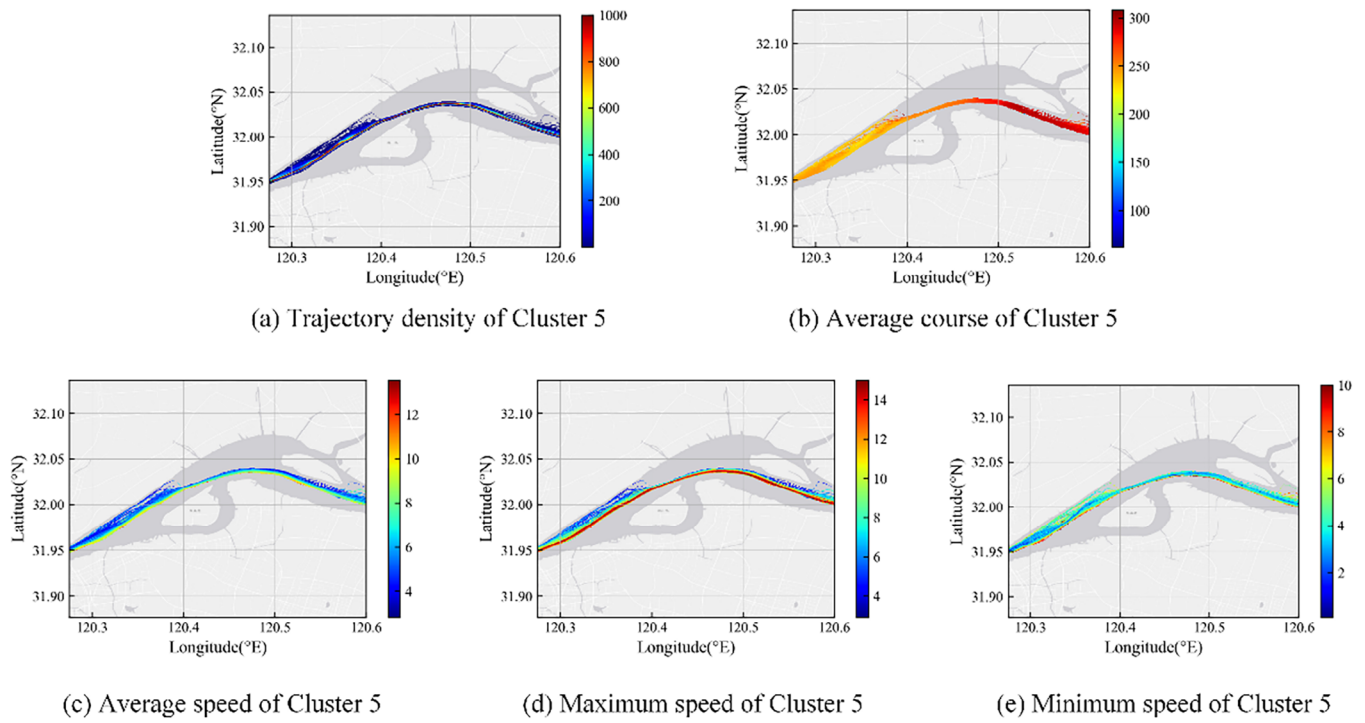 1000
800
600
400
200
32.10
32.05
32.00
31.95
31.90
Latitude(°N)
120.3 120.4 120.5 120.6
Longitude(°E)
(a) Trajectory density of Cluster 5
300
250
200
150
100
32.10
32.05
32.00
31.95
31.90
Latitude(°N)
120.3 120.4 120.5 120.6
Longitude(°E)
(b) Average course of Cluster 5
12
10
8
6
4
32.10
32.05
32.00
31.95
31.90
Latitude(°N)
120.3 120.4 120.5 120.6
Longitude(°E)
(c) Average speed of Cluster 5
14
12
10
8
6
4
32.10
32.05
32.00
31.95
31.90
Latitude(°N)
120.3 120.4 120.5 120.6
Longitude(°E)
(d) Maximum speed of Cluster 5
10
8
6
4
2
32.10
32.05
32.00
31.95
31.90
Latitude(°N)
120.3 120.4 120.5 120.6
Longitude(°E)
(e) Minimum speed of Cluster 5